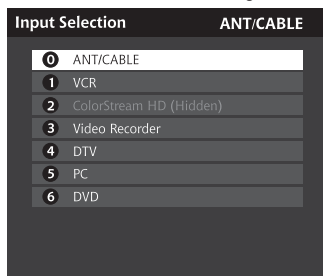 Input Selection ANT/CABLE
0 ANT/CABLE
1 VCR
2 ColorStream HD (Hidden)
3 Video Recorder
4 DTV
5 PC
6 DVD